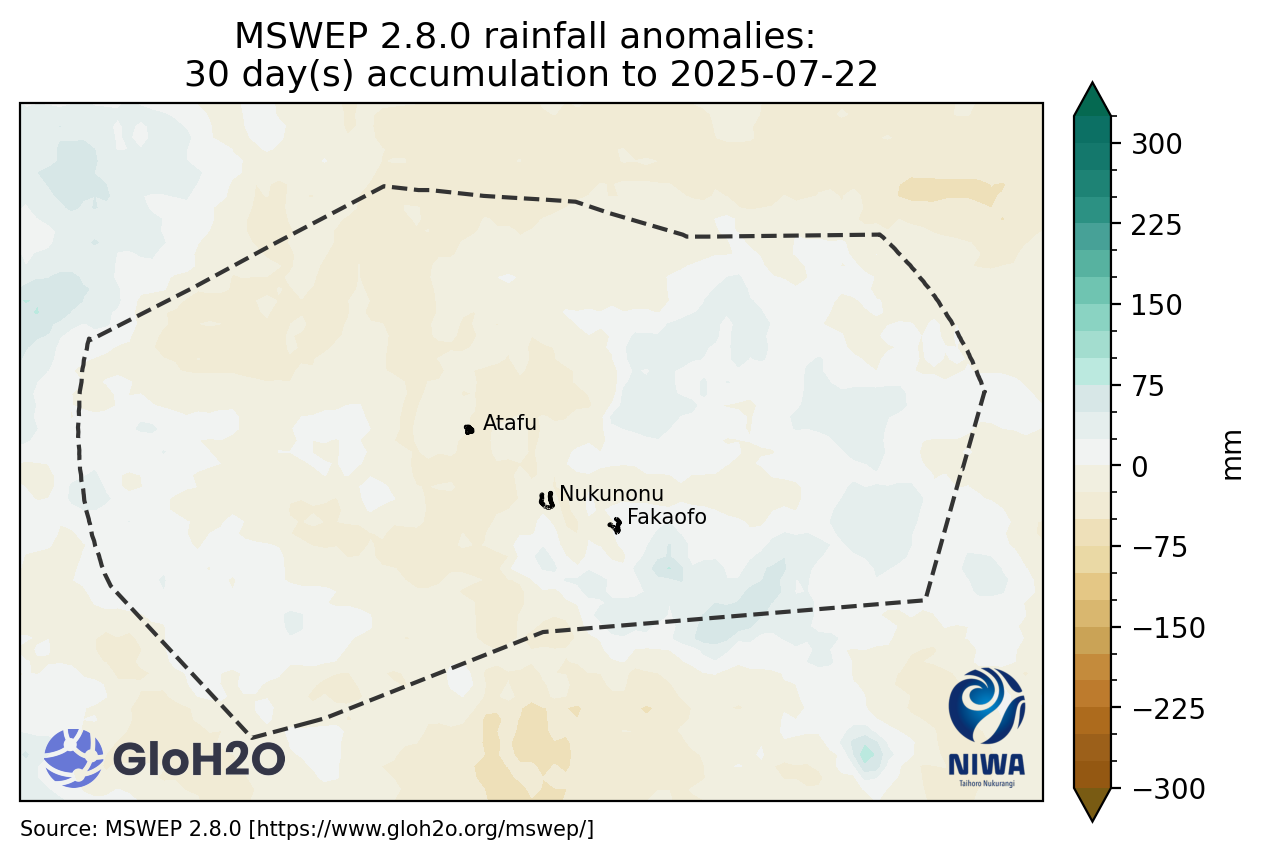 MSWEP 2.8.0 rainfall anomalies:
30 day(s) accumulation to 2025-07-22
300
225
150
75
0
−75
−150
−225
−300
mm
Atafu
Nukunonu
Fakaofo
GloH2O
NIWA
Taihoro Nukurangi
Source: MSWEP 2.8.0 [https://www.gloh2o.org/mswep/]